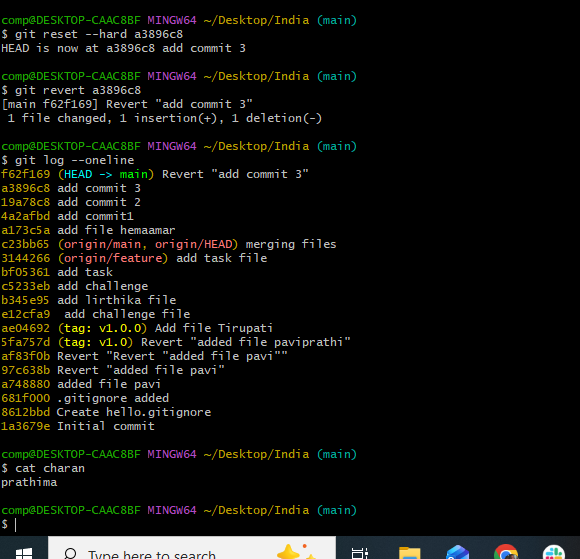 comp@DESKTOP-CAAC8BF MINGW64 ~/Desktop/India (main)
$ git reset --hard a3896c8
HEAD is now at a3896c8 add commit 3
comp@DESKTOP-CAAC8BF MINGW64 ~/Desktop/India (main)
$ git revert a3896c8
[main f62f169] Revert "add commit 3"
1 file changed, 1 insertion(+), 1 deletion(-)
comp@DESKTOP-CAAC8BF MINGW64 ~/Desktop/India (main)
$ git log --oneline
f62f169 (HEAD -> main) Revert "add commit 3"
a3896c8 add commit 3
19a78c8 add commit 2
4a2afbd add commit1
a173c5a add file hemaamar
c23bb65 (origin/main, origin/HEAD) merging files
3144266 (origin/feature) add task file
bf05361 add task
c5233eb add challenge
b345e95 add lirthika file
e12cfa9  add challenge file
ae04692 (tag: v1.0.0) Add file Tirupati
5fa757d (tag: v1.0) Revert "added file paviprathi"
af83f0b Revert "Revert "added file pavi""
97c638b Revert "added file pavi"
a748880 added file pavi
681f000 .gitignore added
8612bbd Create hello.gitignore
1a3679e Initial commit
comp@DESKTOP-CAAC8BF MINGW64 ~/Desktop/India (main)
$ cat charan
prathima
comp@DESKTOP-CAAC8BF MINGW64 ~/Desktop/India (main)
$
Type here to search